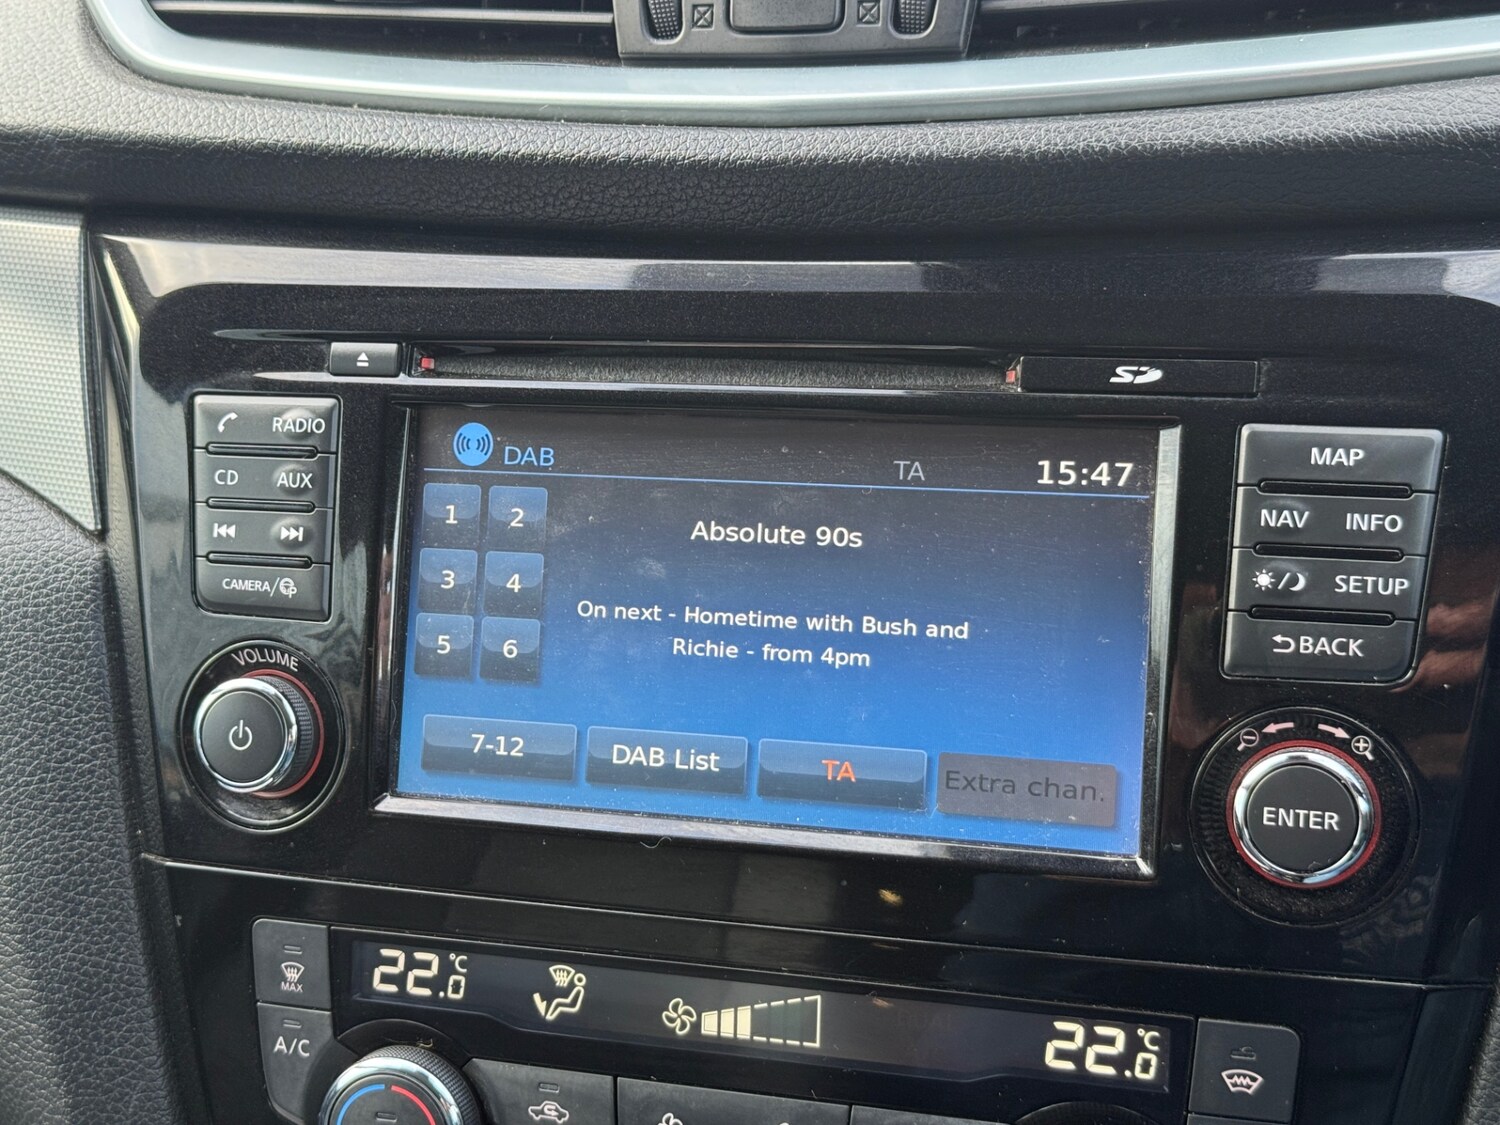 SD
RADIO
CD AUX
CAMERA/
VOLUME
DAB TA 15:47
1 2
3 4
5 6
Absolute 90s
On next - Hometime with Bush and
Richie - from 4pm
7-12 DAB List TA Extra chan.
MAP
NAV INFO
SETUP
BACK
ENTER
MAX
A/C
22.0 °C
22.0 °C